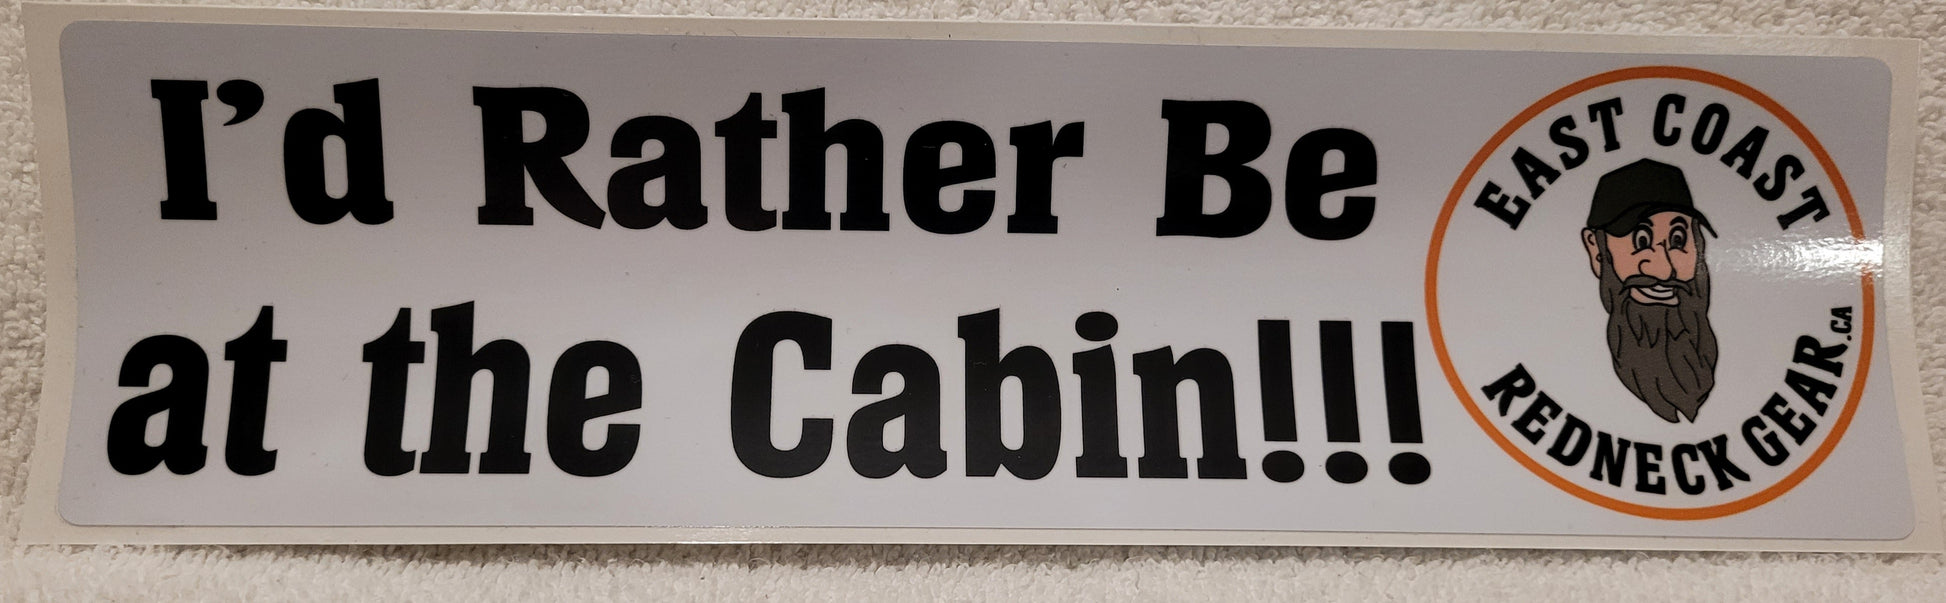 I'd Rather Be
at the Cabin!!!
EAST COAST
REDNECK GEAR.CA